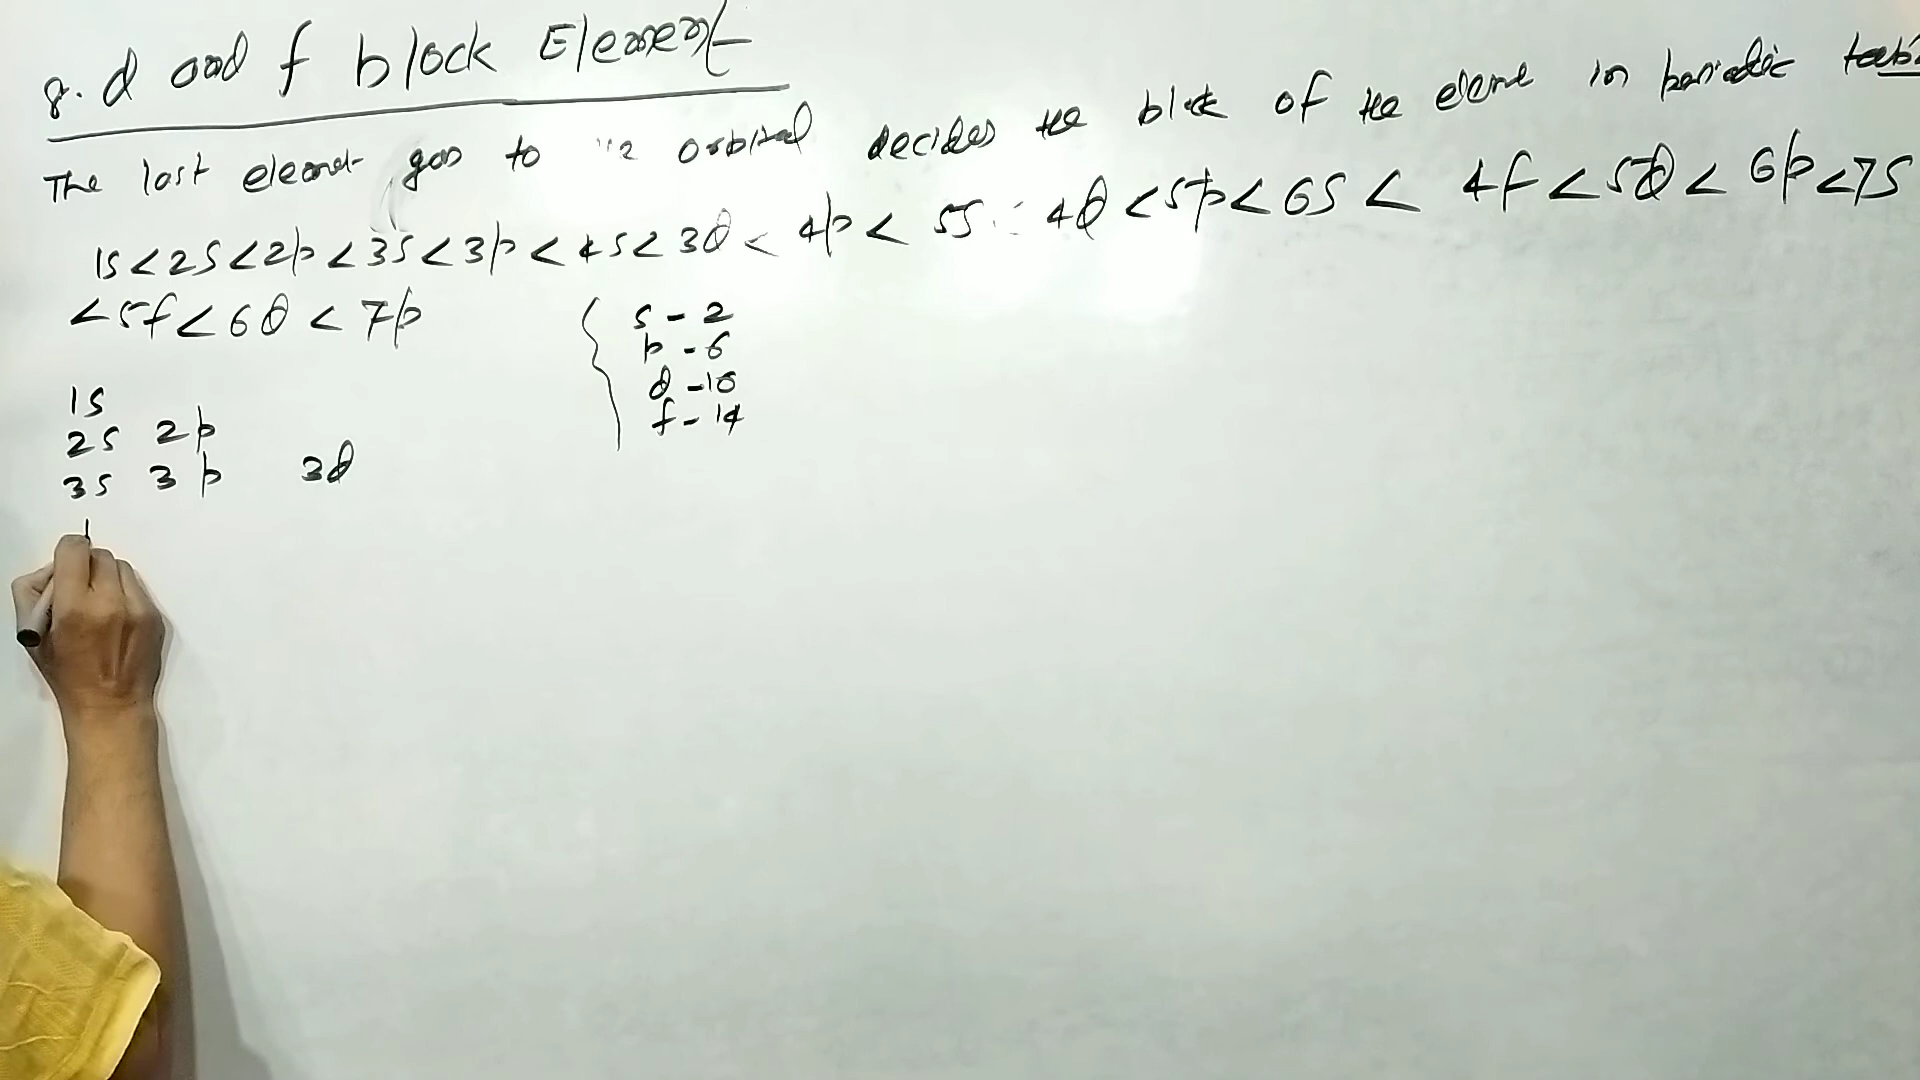 8. d and f block Element
The last element goes to orbital decides the block of the element in periodic table
1s < 2s < 2p < 3s < 3p < 4s < 3d < 4p < 5s 4d < 5p < 6s < 4f < 5d < 6p < 7s
< 5f < 6d < 7p
s - 2
p - 6
d - 10
f - 14
1s
2s 2p
3s 3p 3d